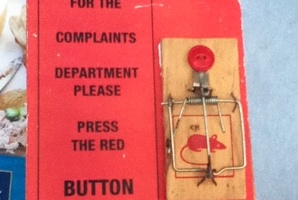 FOR THE
COMPLAINTS
DEPARTMENT
PLEASE
PRESS
THE RED
BUTTON